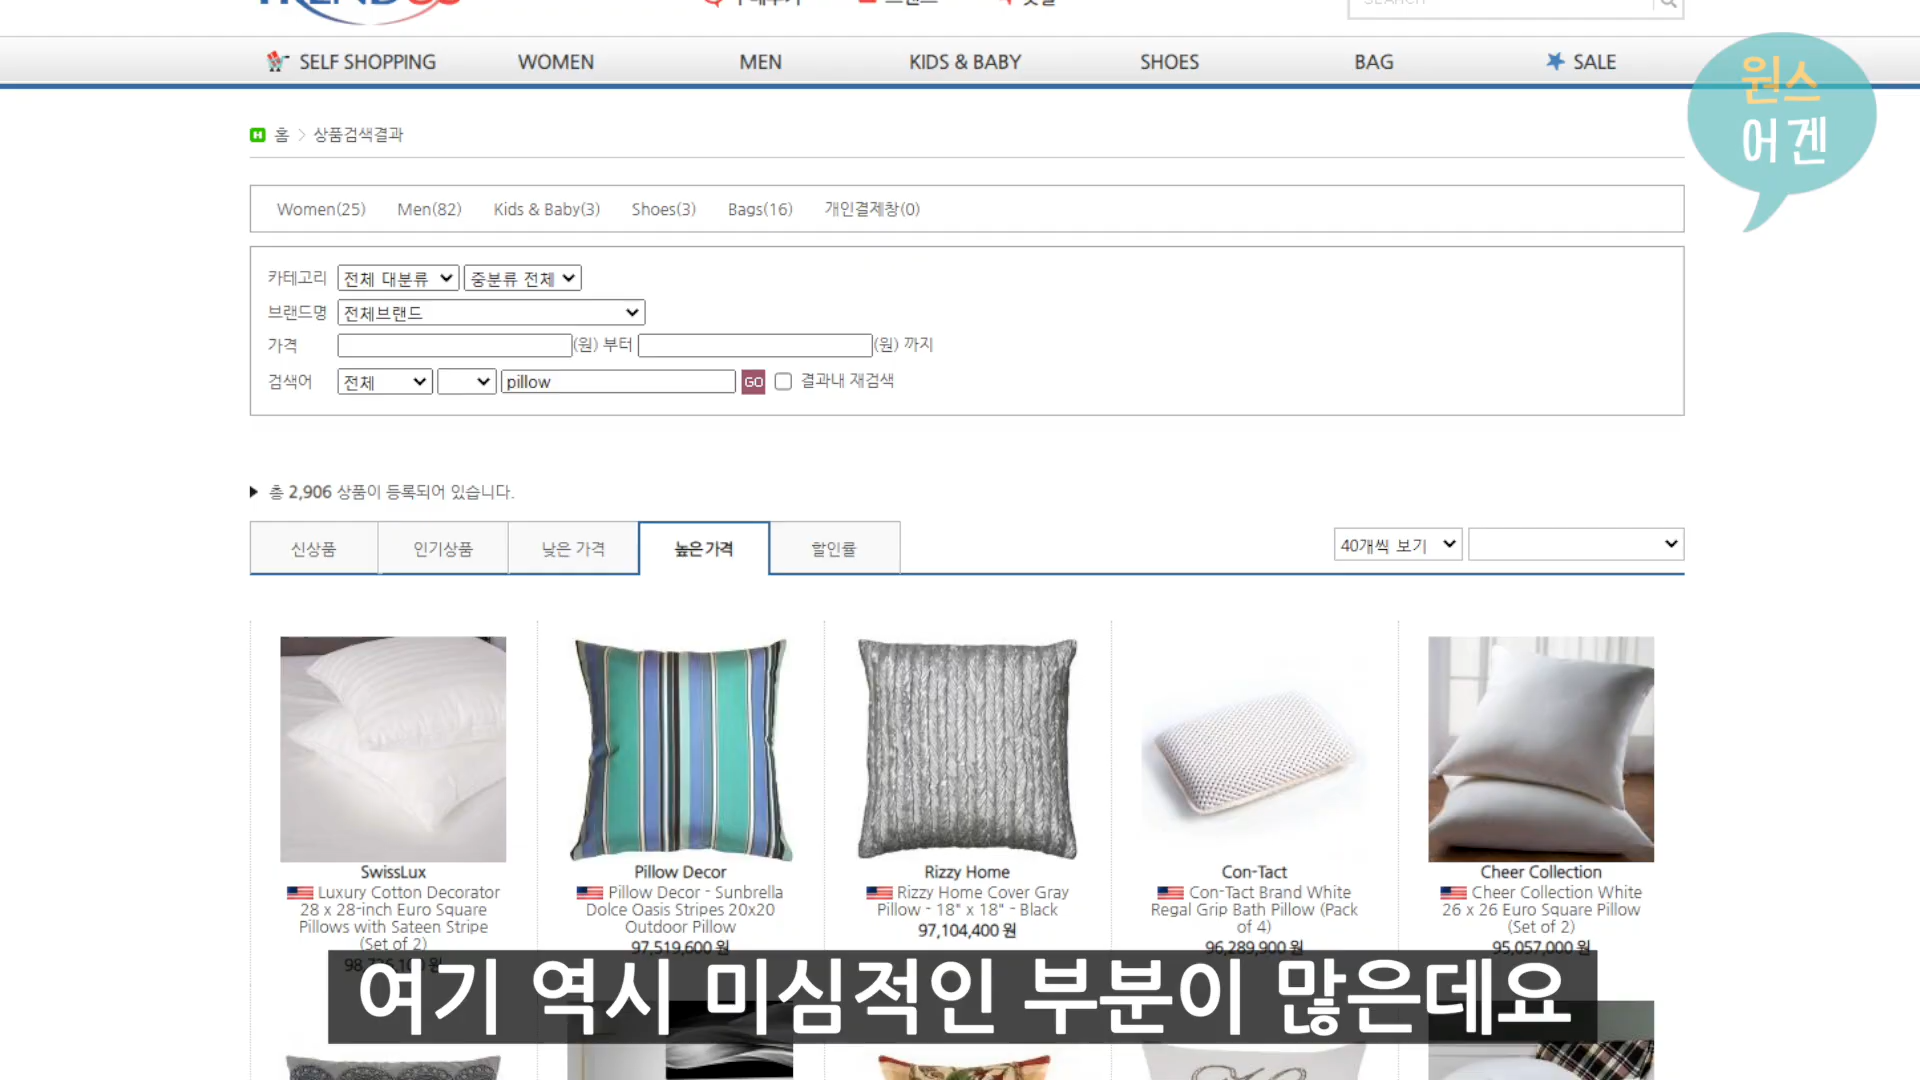 SELF SHOPPING WOMEN MEN KIDS & BABY SHOES BAG SALE
원스
어겐
홈 > 상품검색결과
Women(25) Men(82) Kids & Baby(3) Shoes(3) Bags(16) 개인결제창(0)
카테고리 전체 대분류 중분류 전체
브랜드명 전체브랜드
가격 (원) 부터 (원) 까지
검색어 전체 pillow GO 결과내 재검색
총 2,906 상품이 등록되어 있습니다.
신상품 인기상품 낮은 가격 높은 가격 할인률 40개씩 보기
SwissLux
Luxury Cotton Decorator
28 x 28-inch Euro Square
Pillows with Sateen Stripe
(Set of 2)
Pillow Decor
Pillow Decor - Sunbrella
Dolce Oasis Stripes 20x20
Outdoor Pillow
97,519,600 원
Rizzy Home
Rizzy Home Cover Gray
Pillow - 18" x 18" - Black
97,104,400 원
Con-Tact
Con-Tact Brand White
Regal Grip Bath Pillow (Pack
of 4)
96,289,900 원
Cheer Collection
Cheer Collection White
26 x 26 Euro Square Pillow
(Set of 2)
95,057,000 원
여기 역시 미심적인 부분이 많은데요